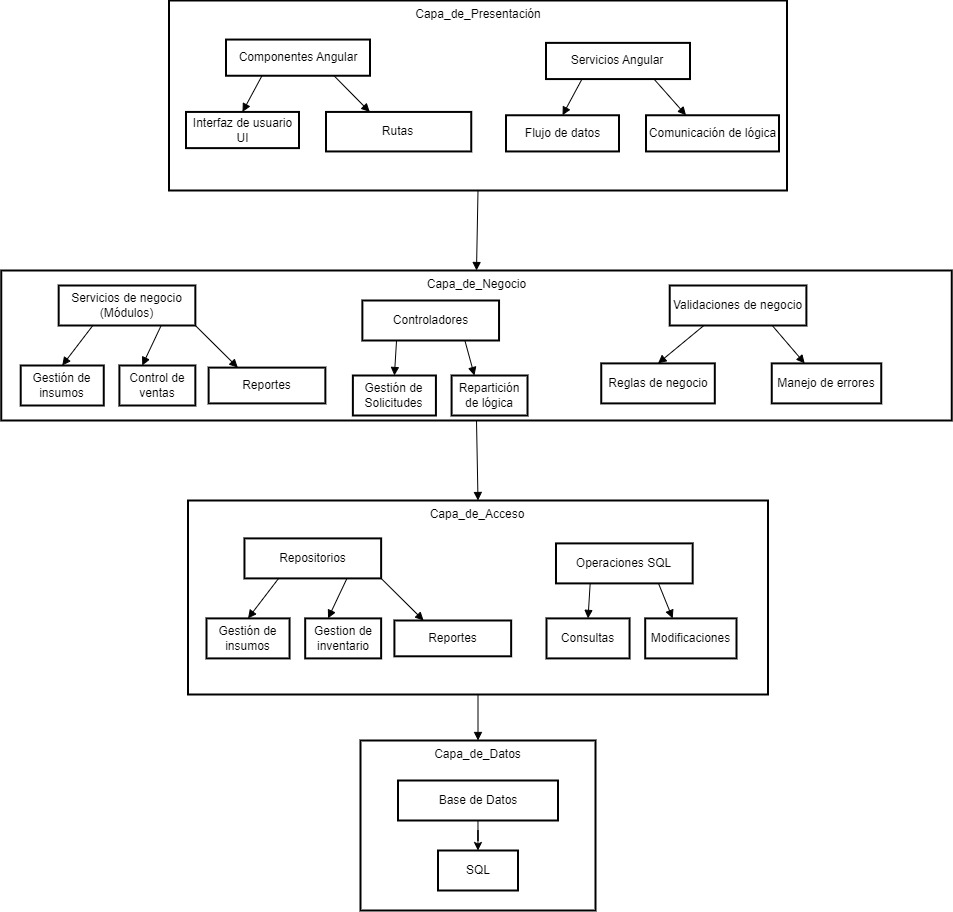 Capa_de_Presentación
Componentes Angular
Servicios Angular
Interfaz de usuario
UI
Rutas
Flujo de datos
Comunicación de lógica
Capa_de_Negocio
Servicios de negocio
(Módulos)
Controladores
Validaciones de negocio
Gestión de
insumos
Control de
ventas
Reportes
Gestión de
Solicitudes
Repartición
de lógica
Reglas de negocio
Manejo de errores
Capa_de_Acceso
Repositorios
Operaciones SQL
Gestión de
insumos
Gestion de
inventario
Reportes
Consultas
Modificaciones
Capa_de_Datos
Base de Datos
SQL